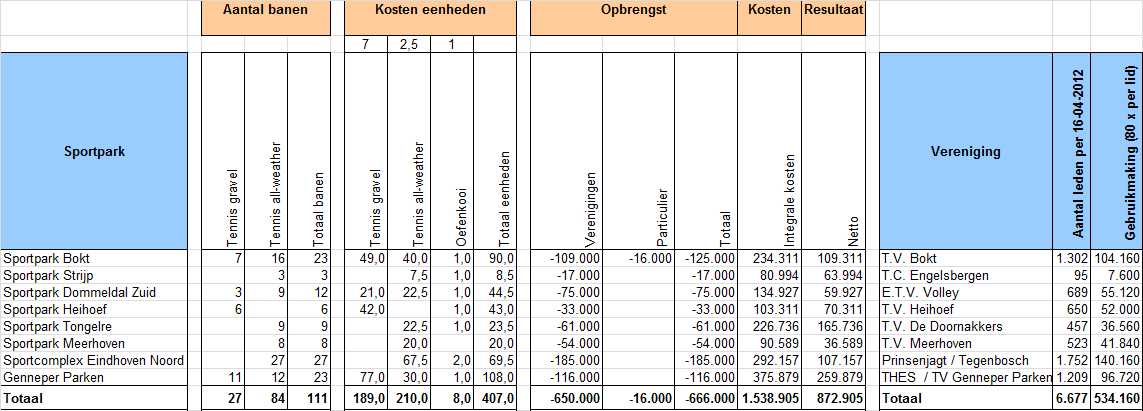 Aantal banen Kosten eenheden Opbrengst Kosten Resultaat
7 2,5 1
Sportpark Tennis gravel Tennis all-weather Totaal banen Tennis gravel Tennis all-weather Oefenkooi Totaal eenheden Verenigingen Particulier Totaal Integrale kosten Netto Vereniging Aantal leden per 16-04-2012 Gebruikmaking (80 x per lid)
Sportpark Bokt 7 16 23 49,0 40,0 1,0 90,0 -109.000 -16.000 -125.000 234.311 109.311 T.V. Bokt 1.302 104.160
Sportpark Strijp 3 3 7,5 1,0 8,5 -17.000 -17.000 80.994 63.994 T.C. Engelsbergen 95 7.600
Sportpark Dommeldal Zuid 3 9 12 21,0 22,5 1,0 44,5 -75.000 -75.000 134.927 59.927 E.T.V. Volley 689 55.120
Sportpark Heihoef 6 6 42,0 1,0 43,0 -33.000 -33.000 103.311 70.311 T.V. Heihoef 650 52.000
Sportpark Tongelre 9 9 22,5 1,0 23,5 -61.000 -61.000 226.736 165.736 T.V. De Doornakkers 457 36.560
Sportpark Meerhoven 8 8 20,0 20,0 -54.000 -54.000 90.589 36.589 T.V. Meerhoven 523 41.840
Sportcomplex Eindhoven Noord 27 27 67,5 2,0 69,5 -185.000 -185.000 292.157 107.157 Prinsenjagt / Tegenbosch 1.752 140.160
Genneper Parken 11 12 23 77,0 30,0 1,0 108,0 -116.000 -116.000 375.879 259.879 THES / TV Genneper Parken 1.209 96.720
Totaal 27 84 111 189,0 210,0 8,0 407,0 -650.000 -16.000 -666.000 1.538.905 872.905 Totaal 6.677 534.160